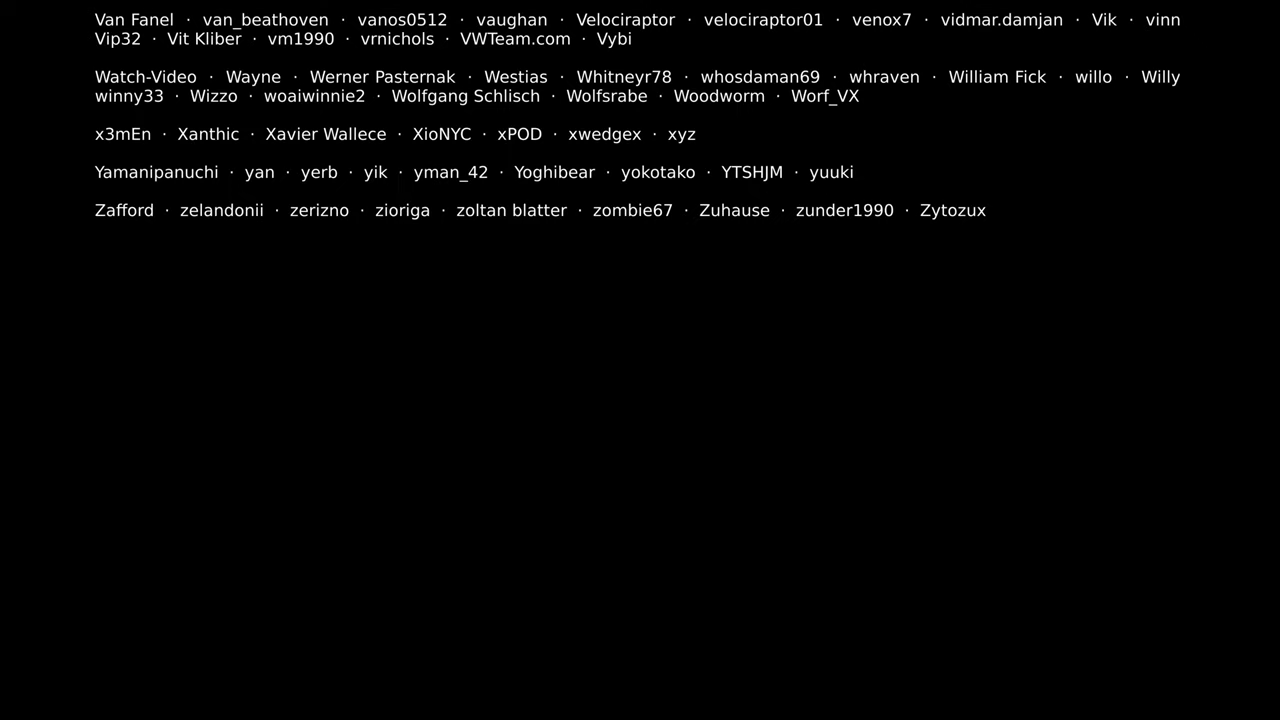 Van Fanel · van_beathoven · vanos0512 · vaughan · Velociraptor · velociraptor01 · venox7 · vidmar.damjan · Vik · vinn
Vip32 · Vit Kliber · vm1990 · vrnichols · VWTeam.com · Vybi
Watch-Video · Wayne · Werner Pasternak · Westias · Whitneyr78 · whosdaman69 · whraven · William Fick · willo · Willy
winny33 · Wizzo · woaiwinnie2 · Wolfgang Schlisch · Wolfsrabe · Woodworm · Worf_VX
x3mEn · Xanthic · Xavier Wallece · XioNYC · xPOD · xwedgex · xyz
Yamanipanuchi · yan · yerb · yik · yman_42 · Yoghibear · yokotako · YTSHJM · yuuki
Zafford · zelandonii · zerizno · zioriga · zoltan blatter · zombie67 · Zuhause · zunder1990 · Zytozux